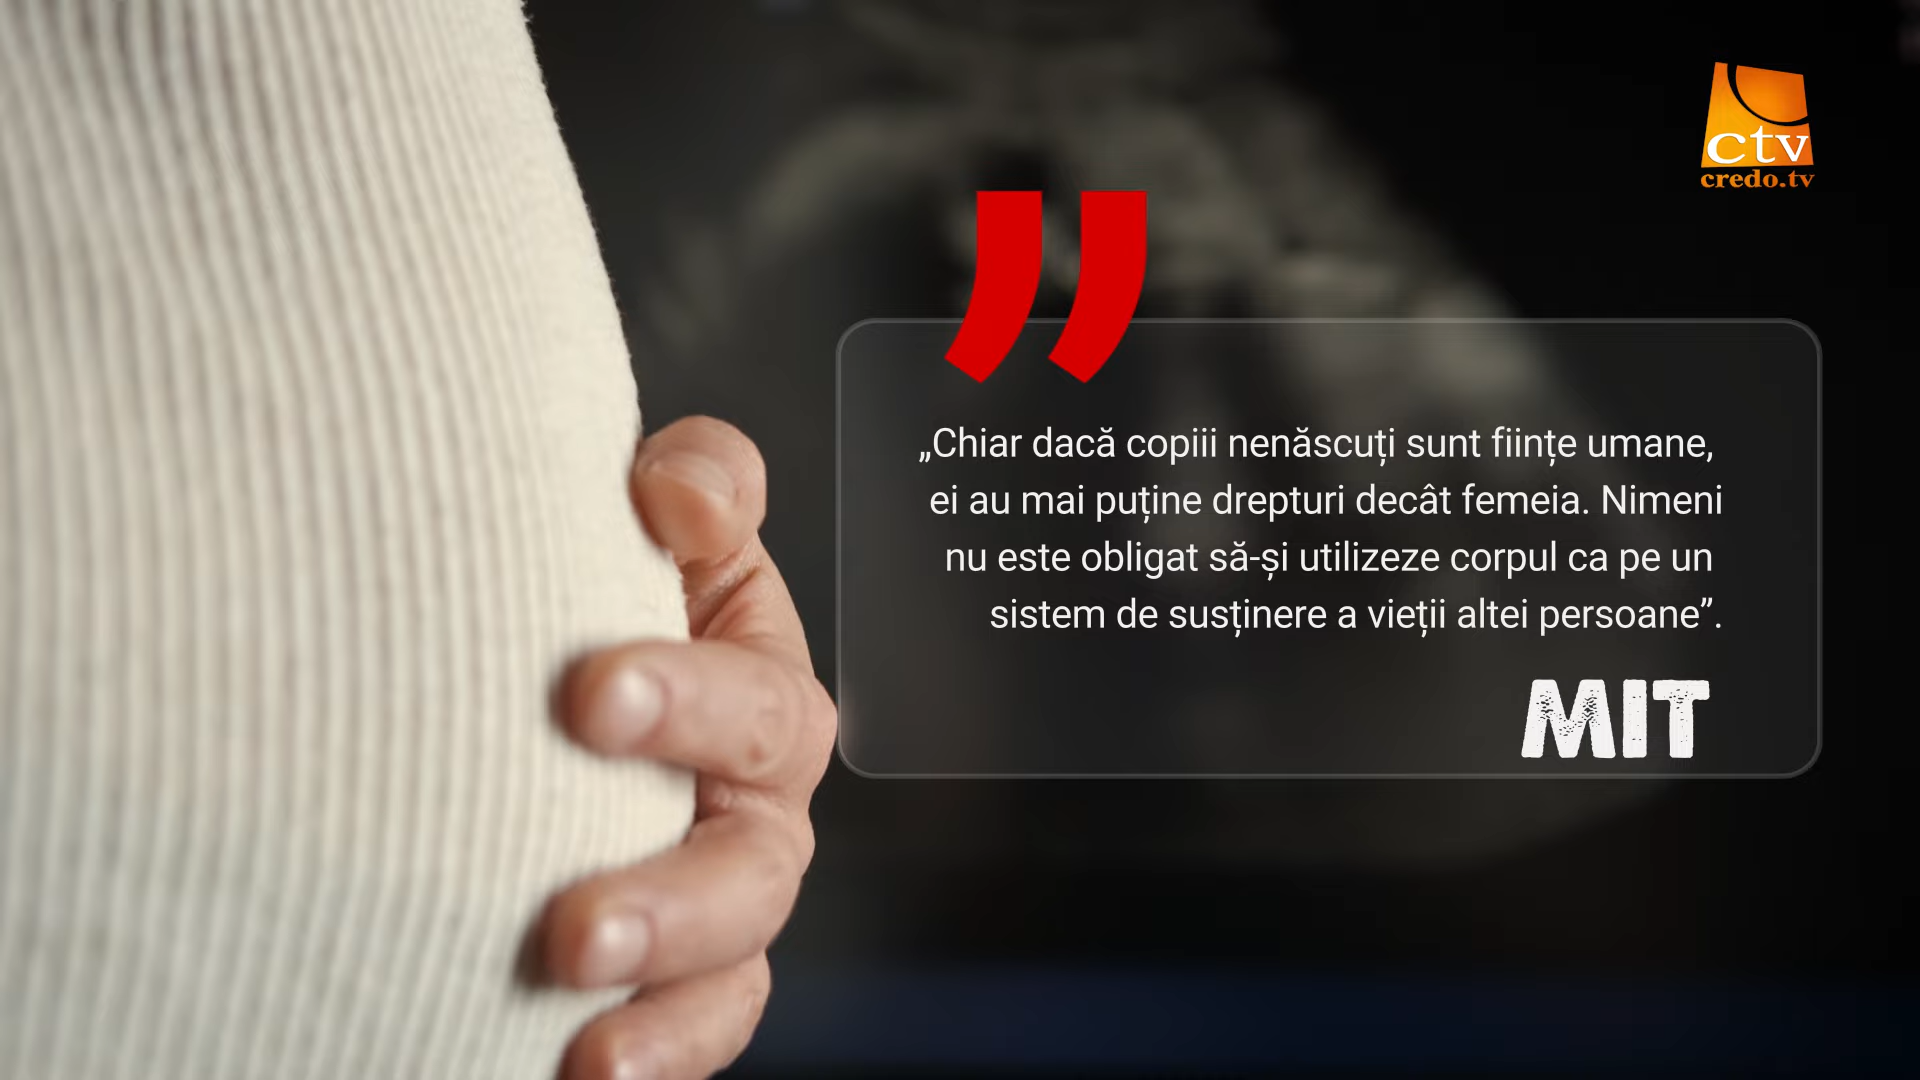 ctv
credo.tv
„Chiar dacă copiii nenăscuți sunt ființe umane,
ei au mai puține drepturi decât femeia. Nimeni
nu este obligat să-și utilizeze corpul ca pe un
sistem de susținere a vieții altei persoane”.
MIT